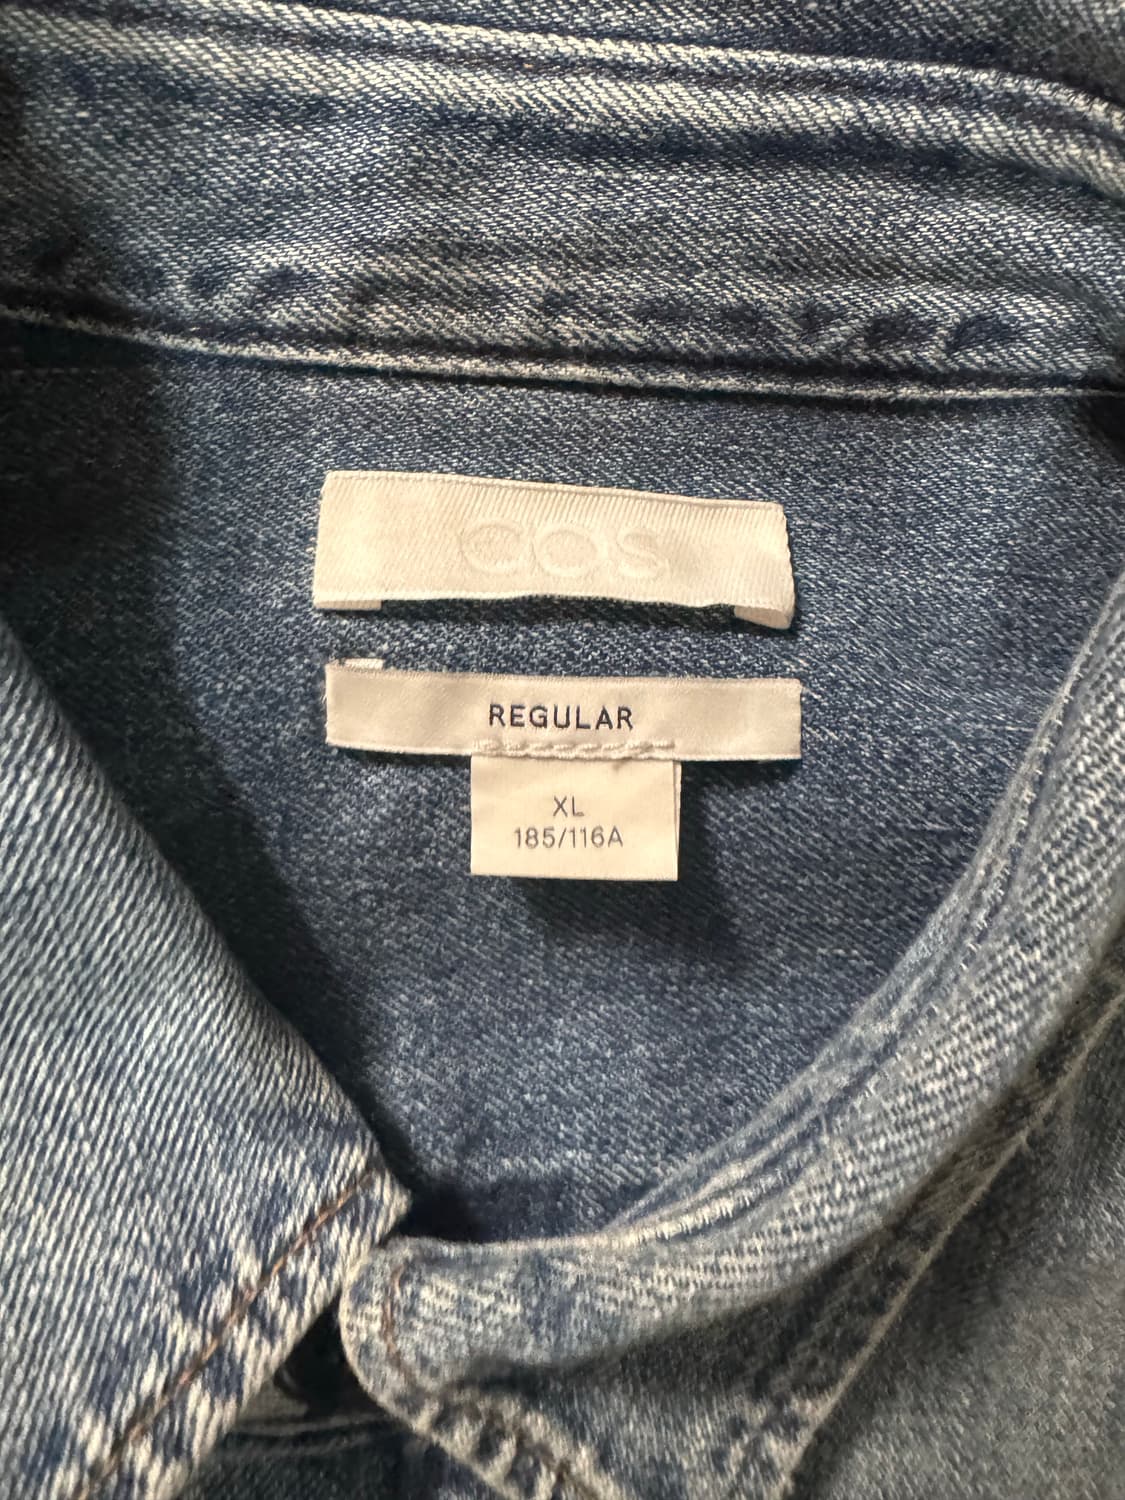 COS
REGULAR
XL
185/116A